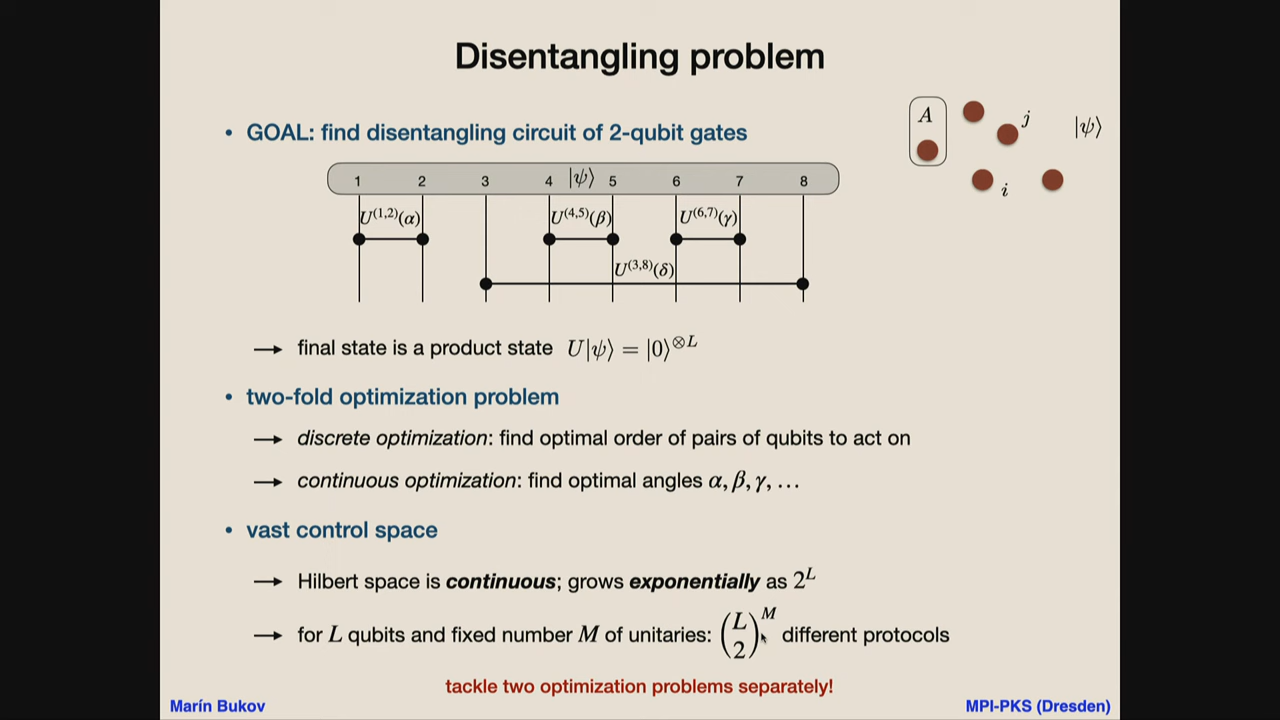 Disentangling problem
• GOAL: find disentangling circuit of 2-qubit gates
A
j
|ψ⟩
i
1 2 3 4 |ψ⟩ 5 6 7 8
U^(1,2)(α) U^(4,5)(β) U^(6,7)(γ)
U^(3,8)(δ)
→ final state is a product state U|ψ⟩ = |0⟩^⊗L
• two-fold optimization problem
→ discrete optimization: find optimal order of pairs of qubits to act on
→ continuous optimization: find optimal angles α, β, γ, …
• vast control space
→ Hilbert space is continuous; grows exponentially as 2^L
→ for L qubits and fixed number M of unitaries: (L 2)^M different protocols
tackle two optimization problems separately!
Marín Bukov
MPI-PKS (Dresden)